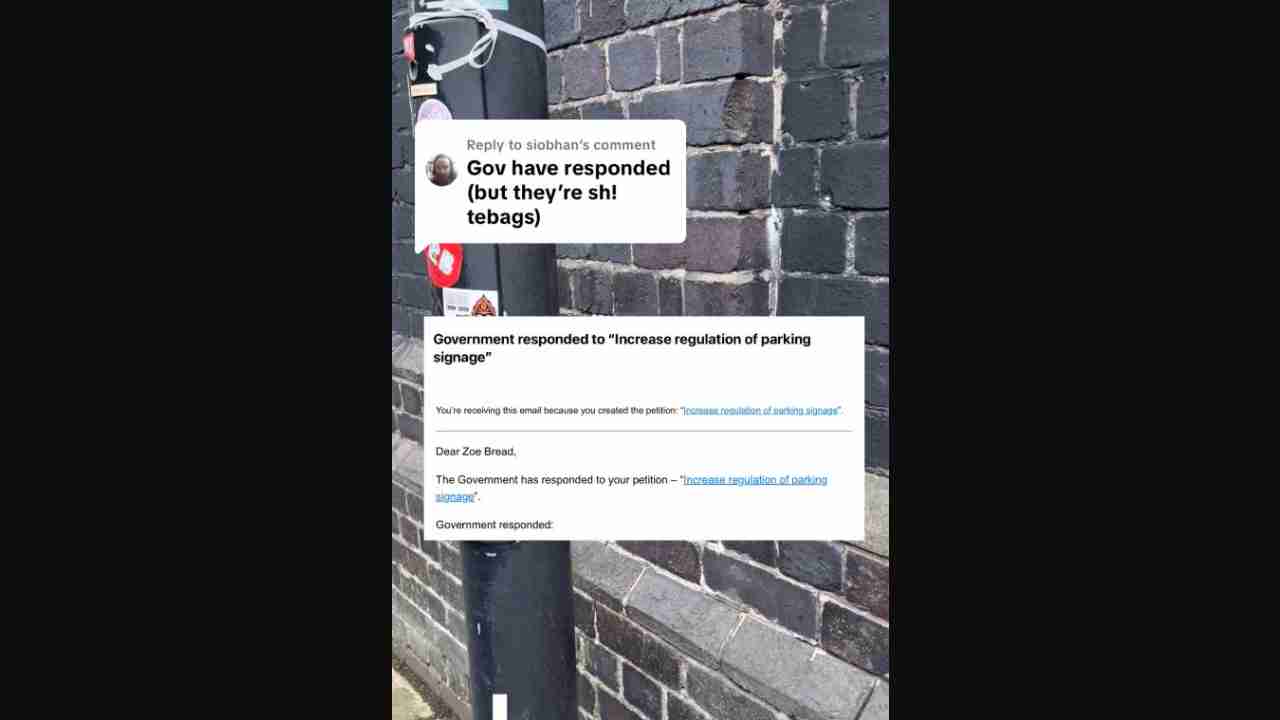 Reply to siobhan's comment
Gov have responded
(but they're sh!
tebags)
Government responded to “Increase regulation of parking
signage”
You're receiving this email because you created the petition: “Increase regulation of parking signage”.
Dear Zoe Bread,
The Government has responded to your petition – “Increase regulation of parking
signage”.
Government responded: